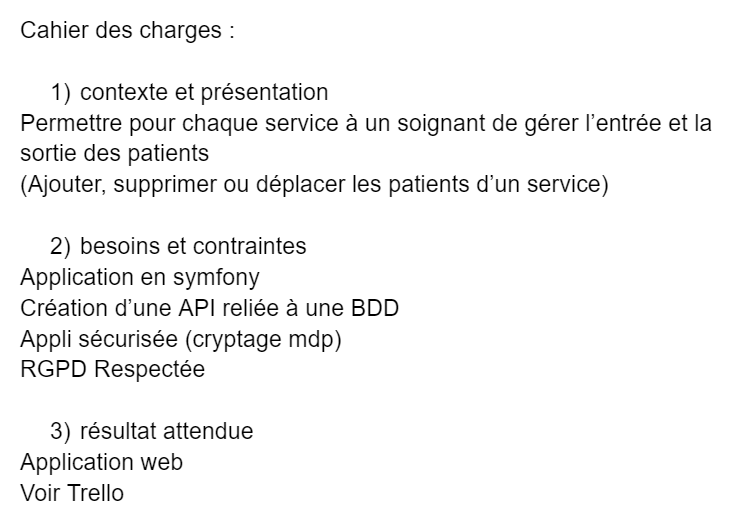 Cahier des charges :
1) contexte et présentation
Permettre pour chaque service à un soignant de gérer l’entrée et la
sortie des patients
(Ajouter, supprimer ou déplacer les patients d’un service)
2) besoins et contraintes
Application en symfony
Création d’une API reliée à une BDD
Appli sécurisée (cryptage mdp)
RGPD Respectée
3) résultat attendue
Application web
Voir Trello